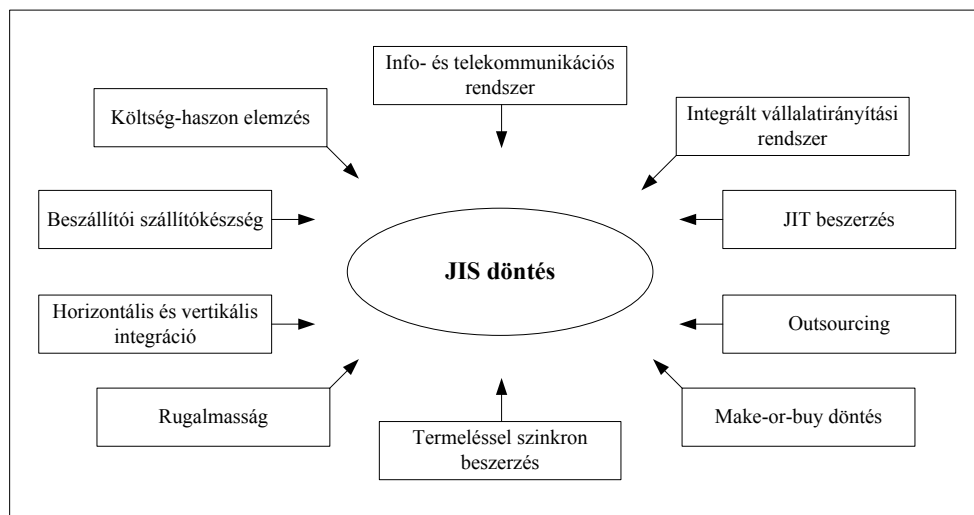 Info- és telekommunikációs
rendszer
Költség-haszon elemzés
Integrált vállalatirányítási
rendszer
Beszállítói szállítókészség
JIT beszerzés
JIS döntés
Horizontális és vertikális
integráció
Outsourcing
Rugalmasság
Make-or-buy döntés
Termeléssel szinkron
beszerzés